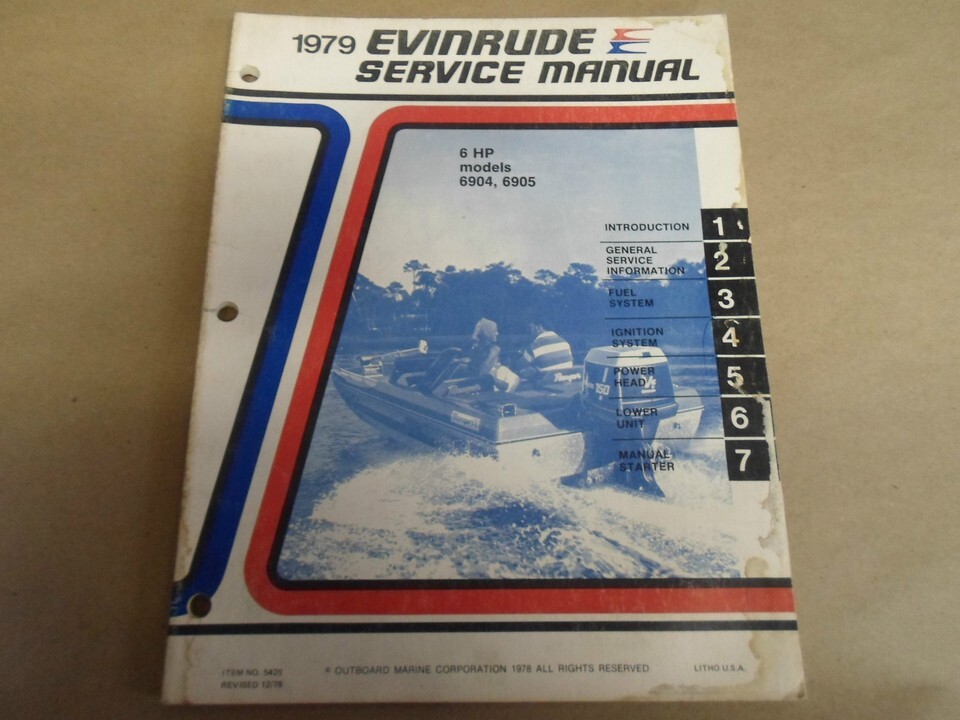 1979 EVINRUDE
SERVICE MANUAL
6 HP
models
6904, 6905
INTRODUCTION 1
GENERAL
SERVICE
INFORMATION 2
FUEL
SYSTEM 3
IGNITION
SYSTEM 4
POWER
HEAD 5
LOWER
UNIT 6
MANUAL
STARTER 7
Ranger
150
ITEM NO. 5425
REVISED 12/78
© OUTBOARD MARINE CORPORATION 1978 ALL RIGHTS RESERVED
LITHO U.S.A.